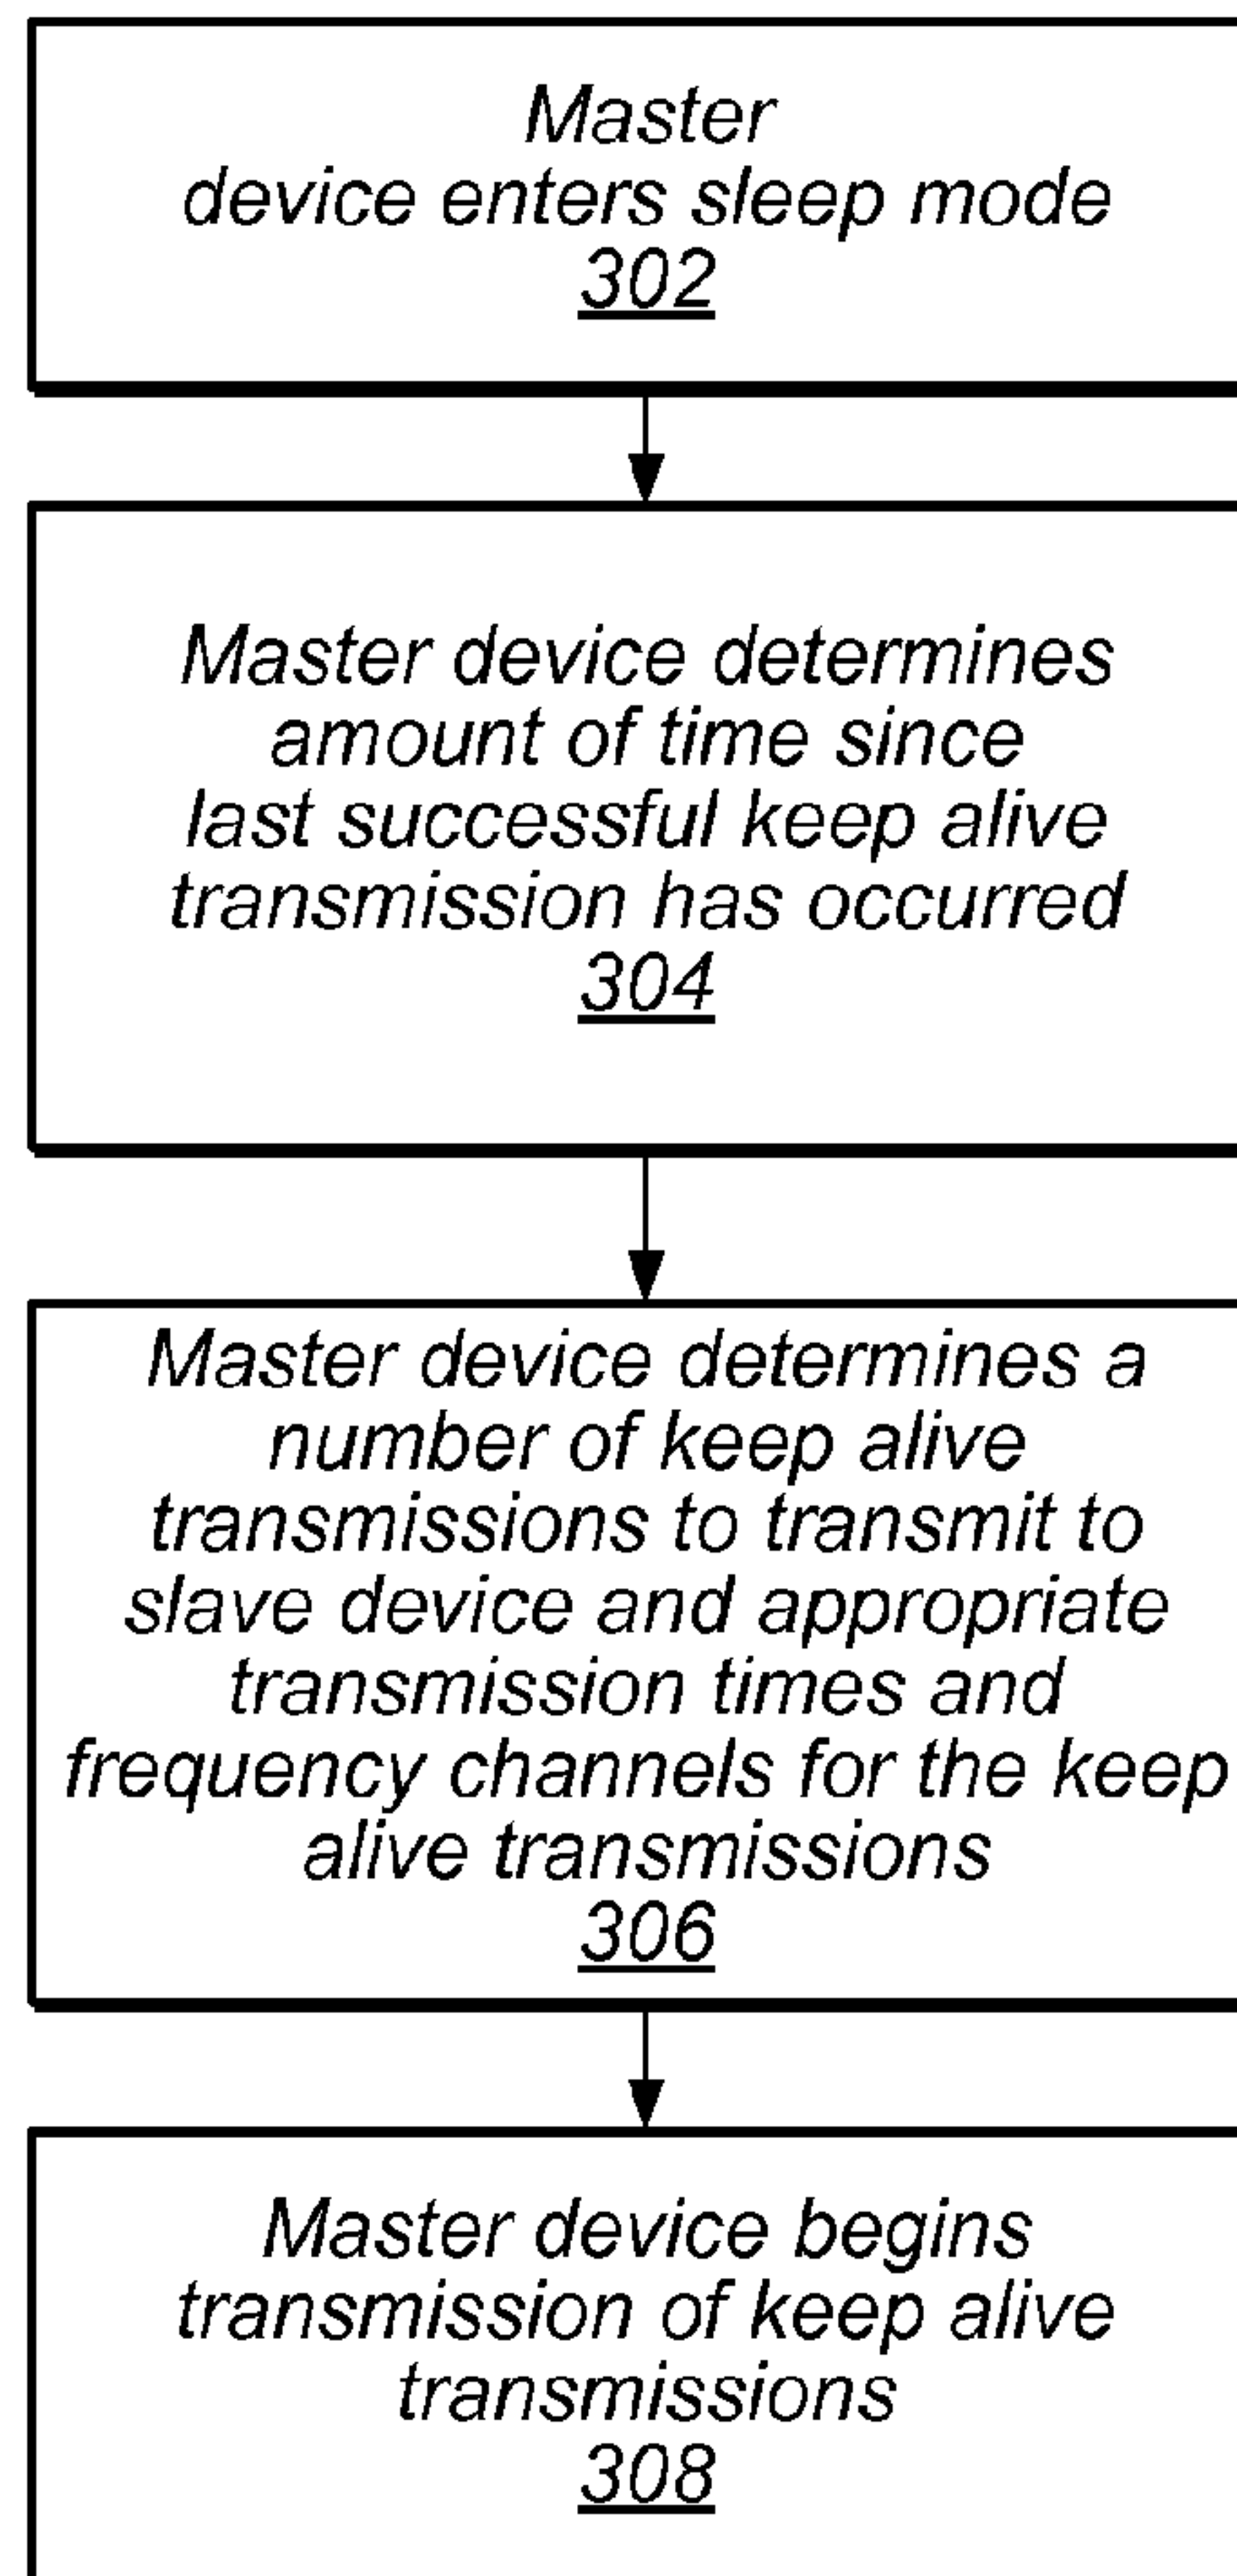 Master
device enters sleep mode
302
Master device determines
amount of time since
last successful keep alive
transmission has occurred
304
Master device determines a
number of keep alive
transmissions to transmit to
slave device and appropriate
transmission times and
frequency channels for the keep
alive transmissions
306
Master device begins
transmission of keep alive
transmissions
308